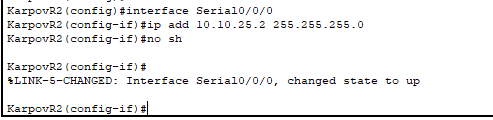 KarpovR2(config)#interface Serial0/0/0
KarpovR2(config-if)#ip add 10.10.25.2 255.255.255.0
KarpovR2(config-if)#no sh
KarpovR2(config-if)#
%LINK-5-CHANGED: Interface Serial0/0/0, changed state to up
KarpovR2(config-if)#